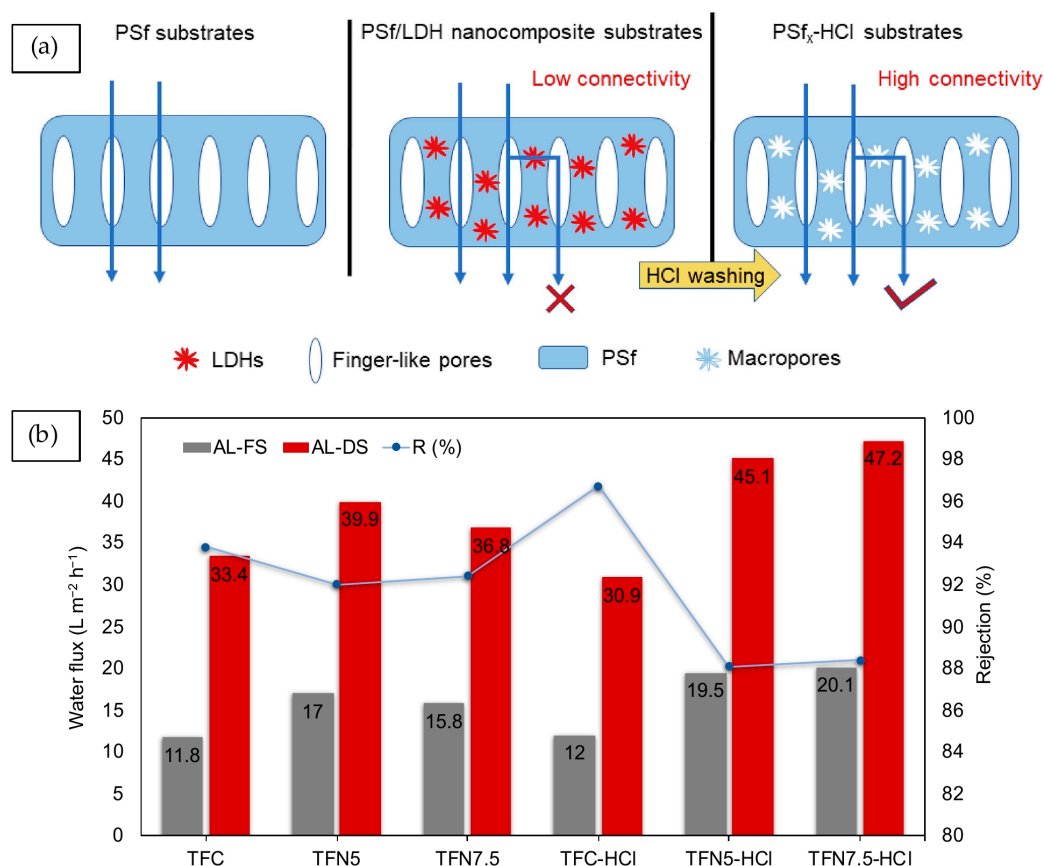 (a)
PSf substrates
PSf/LDH nanocomposite substrates
PSfx-HCl substrates
Low connectivity
High connectivity
HCl washing
LDHs
Finger-like pores
PSf
Macropores
(b)
AL-FS
AL-DS
R (%)
Water flux (L m⁻² h⁻¹)
50
45
40
35
30
25
20
15
10
5
0
Rejection (%)
100
98
96
94
92
90
88
86
84
82
80
11.8
33.4
17
39.9
15.8
36.8
12
30.9
19.5
45.1
20.1
47.2
TFC
TFN5
TFN7.5
TFC-HCl
TFN5-HCl
TFN7.5-HCl